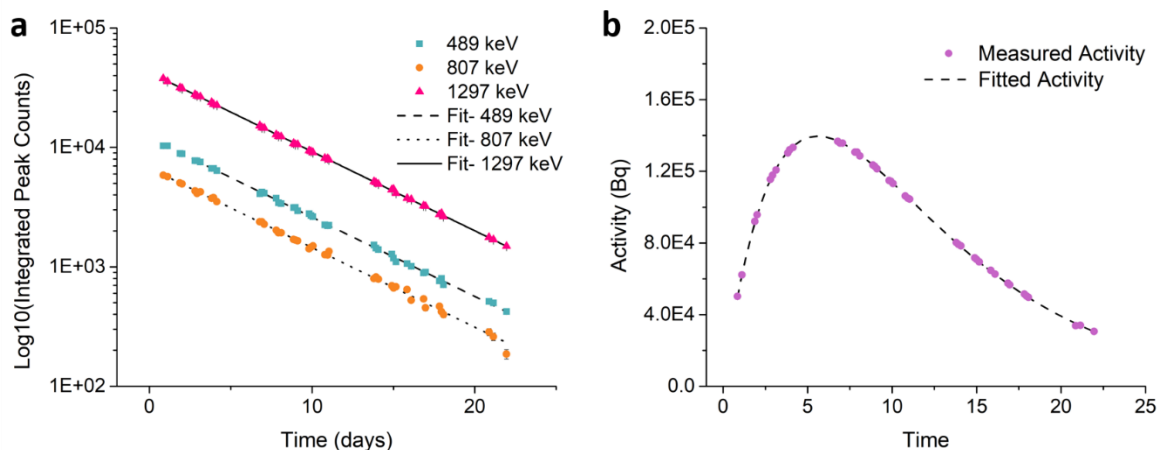 a
1E+05
1E+04
1E+03
1E+02
Log10(Integrated Peak Counts)
489 keV
807 keV
1297 keV
Fit- 489 keV
Fit- 807 keV
Fit- 1297 keV
0 10 20
Time (days)
b
2.0E5
1.6E5
1.2E5
8.0E4
4.0E4
0.0
Activity (Bq)
Measured Activity
Fitted Activity
0 5 10 15 20 25
Time